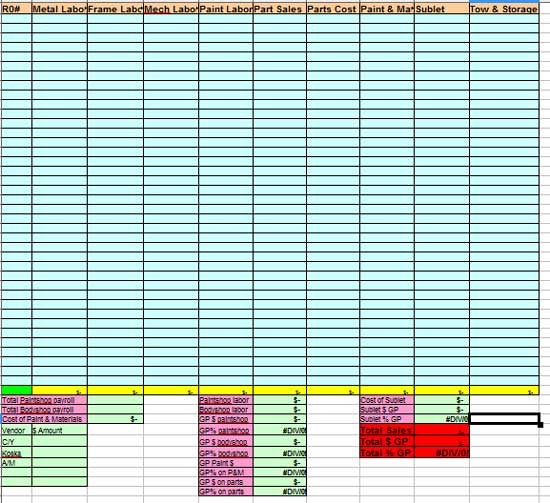 R0# Metal Labo Frame Labo Mech Labo Paint Labor Part Sales Parts Cost Paint & Ma Sublet Tow & Storage
$- $- $- $- $- $- $- $- $-
Total Paintshop payroll Paintshop labor $- Cost of Sublet $-
Total Bodyshop payroll Bodyshop labor $- Sublet $ GP $-
Cost of Paint & Materials $- GP $ paintshop $- Sublet % GP #DIV/0!
Vendor $ Amount GP% paintshop #DIV/0! Total Sales $-
C/Y GP $ bodyshop $- Total $ GP $-
Koska GP% bodyshop #DIV/0! Total % GP #DIV/0!
A/M GP Paint $ $-
GP% on P&M #DIV/0!
GP $ on parts $-
GP% on parts #DIV/0!